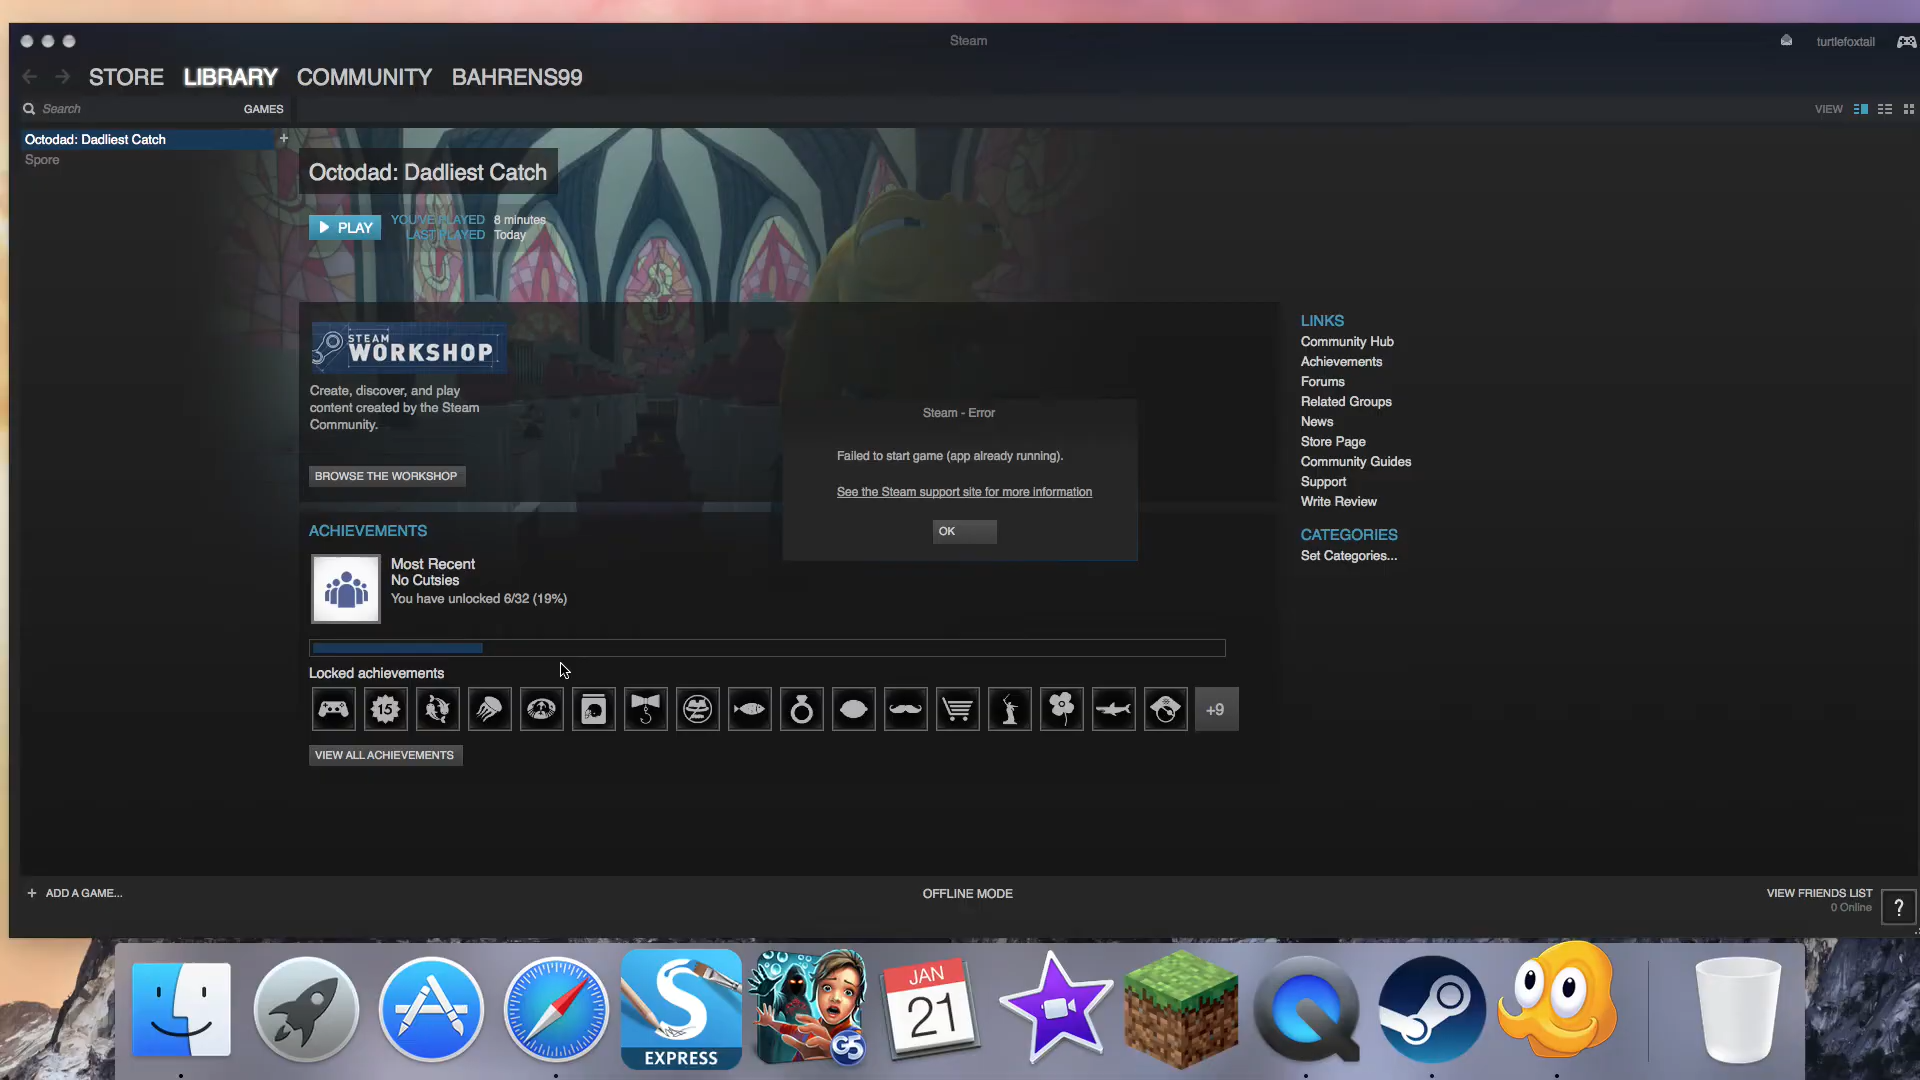 Steam
turtlefoxtail
STORE LIBRARY COMMUNITY BAHRENS99
Search GAMES
VIEW
Octodad: Dadliest Catch +
Spore
Octodad: Dadliest Catch
PLAY
YOU'VE PLAYED 8 minutes
LAST PLAYED Today
STEAM
WORKSHOP
Create, discover, and play
content created by the Steam
Community.
BROWSE THE WORKSHOP
Steam - Error
Failed to start game (app already running).
See the Steam support site for more information
OK
LINKS
Community Hub
Achievements
Forums
Related Groups
News
Store Page
Community Guides
Support
Write Review
CATEGORIES
Set Categories...
ACHIEVEMENTS
Most Recent
No Cutsies
You have unlocked 6/32 (19%)
Locked achievements
15
+9
VIEW ALL ACHIEVEMENTS
+ ADD A GAME...
OFFLINE MODE
VIEW FRIENDS LIST
0 Online
?
S
EXPRESS
G5
JAN
21